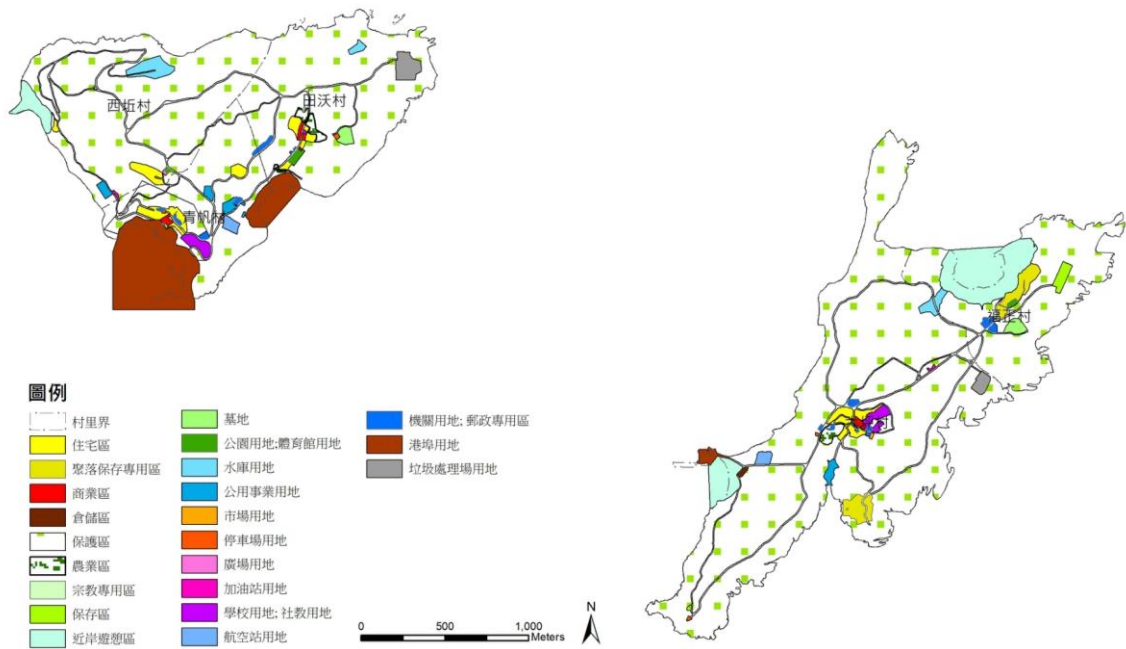 西坵村
田沃村
青帆村
福正村
圖例
村里界
住宅區
聚落保存專用區
商業區
倉儲區
保護區
農業區
宗教專用區
保存區
近岸遊憩區
墓地
公園用地;體育館用地
水庫用地
公用事業用地
市場用地
停車場用地
廣場用地
加油站用地
學校用地; 社教用地
航空站用地
機關用地; 郵政專用區
港埠用地
垃圾處理場用地
0 500 1,000
Meters
N